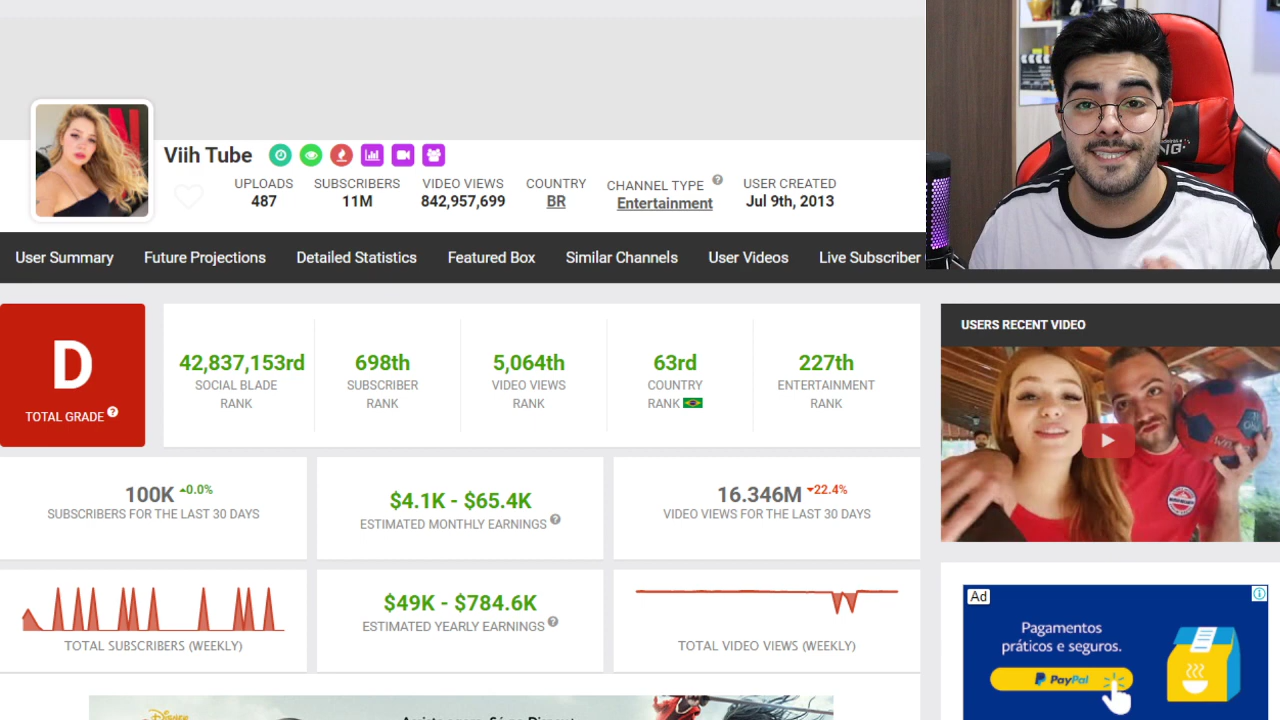 Viih Tube
UPLOADS
487
SUBSCRIBERS
11M
VIDEO VIEWS
842,957,699
COUNTRY
BR
CHANNEL TYPE ?
Entertainment
USER CREATED
Jul 9th, 2013
User Summary
Future Projections
Detailed Statistics
Featured Box
Similar Channels
User Videos
Live Subscriber
D
TOTAL GRADE ?
42,837,153rd
SOCIAL BLADE
RANK
698th
SUBSCRIBER
RANK
5,064th
VIDEO VIEWS
RANK
63rd
COUNTRY
RANK
227th
ENTERTAINMENT
RANK
USERS RECENT VIDEO
100K 0.0%
SUBSCRIBERS FOR THE LAST 30 DAYS
$4.1K - $65.4K
ESTIMATED MONTHLY EARNINGS ?
16.346M 22.4%
VIDEO VIEWS FOR THE LAST 30 DAYS
TOTAL SUBSCRIBERS (WEEKLY)
$49K - $784.6K
ESTIMATED YEARLY EARNINGS ?
TOTAL VIDEO VIEWS (WEEKLY)
Ad
Pagamentos
práticos e seguros.
PayPal
Disney